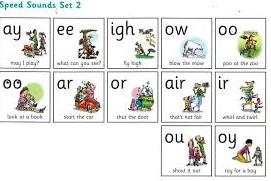 Speed Sounds Set 2
ay ee igh ow oo
may I play? what can you see? fly high blow the snow poo at the zoo
oo ar or air ir
look at a book start the car shut the door that's not fair whirl and twirl
ou oy
shout it out toy for a boy